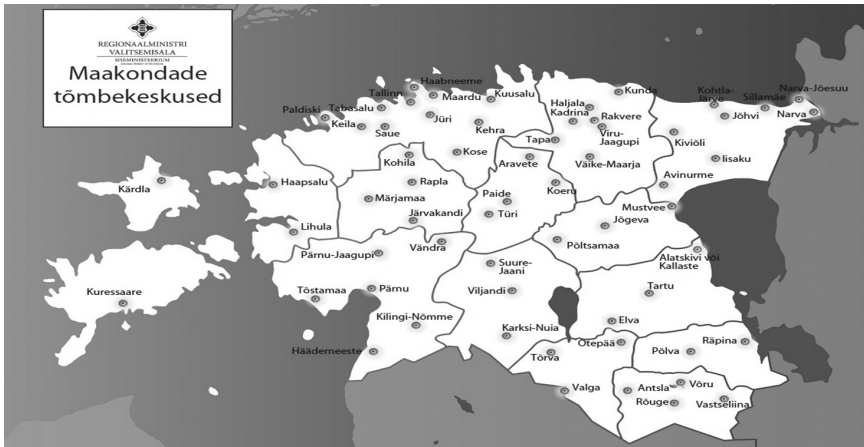 REGIONAALMINISTRI
VALITSEMISALA
SISEMINISTEERIUM
Maakondade
tõmbekeskused
Haabneeme
Tallinn
Maardu
Kuusalu
Tabasalu
Paldiski
Keila
Saue
Jüri
Kehra
Kose
Kunda
Haljala
Kadrina
Rakvere
Viru-
Jaagupi
Tapa
Väike-Maarja
Kohtla-
Järve
Sillamäe
Narva-Jõesuu
Narva
Jõhvi
Kiviõli
Iisaku
Avinurme
Kärdla
Haapsalu
Lihula
Kohila
Rapla
Märjamaa
Järvakandi
Aravete
Paide
Koeru
Türi
Mustvee
Jõgeva
Põltsamaa
Alatskivi või
Kallaste
Kuressaare
Vändra
Pärnu-Jaagupi
Tõstamaa
Pärnu
Kilingi-Nõmme
Häädemeeste
Suure-
Jaani
Viljandi
Karksi-Nuia
Tartu
Elva
Otepää
Tõrva
Valga
Põlva
Räpina
Antsla
Võru
Rõuge
Vastseliina